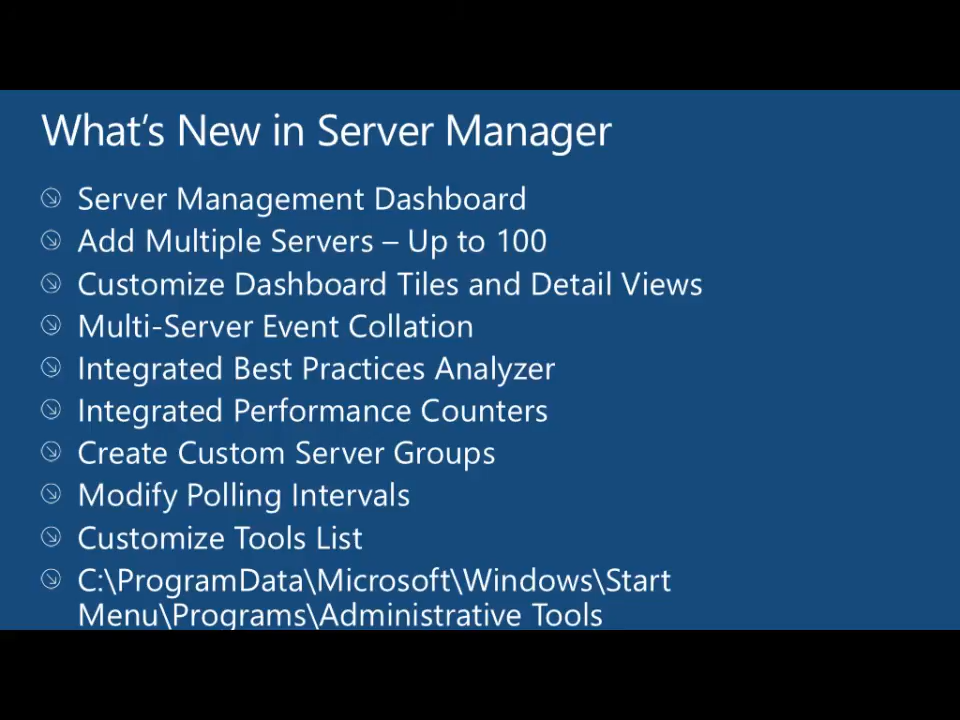 What's New in Server Manager
Server Management Dashboard
Add Multiple Servers – Up to 100
Customize Dashboard Tiles and Detail Views
Multi-Server Event Collation
Integrated Best Practices Analyzer
Integrated Performance Counters
Create Custom Server Groups
Modify Polling Intervals
Customize Tools List
C:\ProgramData\Microsoft\Windows\Start
Menu\Programs\Administrative Tools